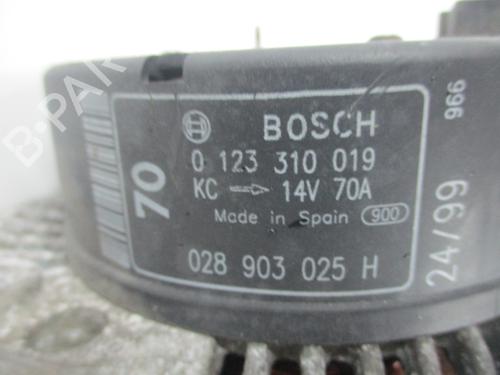 BOSCH
0 123 310 019
KC 14V 70A
Made in Spain 900
028 903 025 H
70
24/99
966
B-PARTS